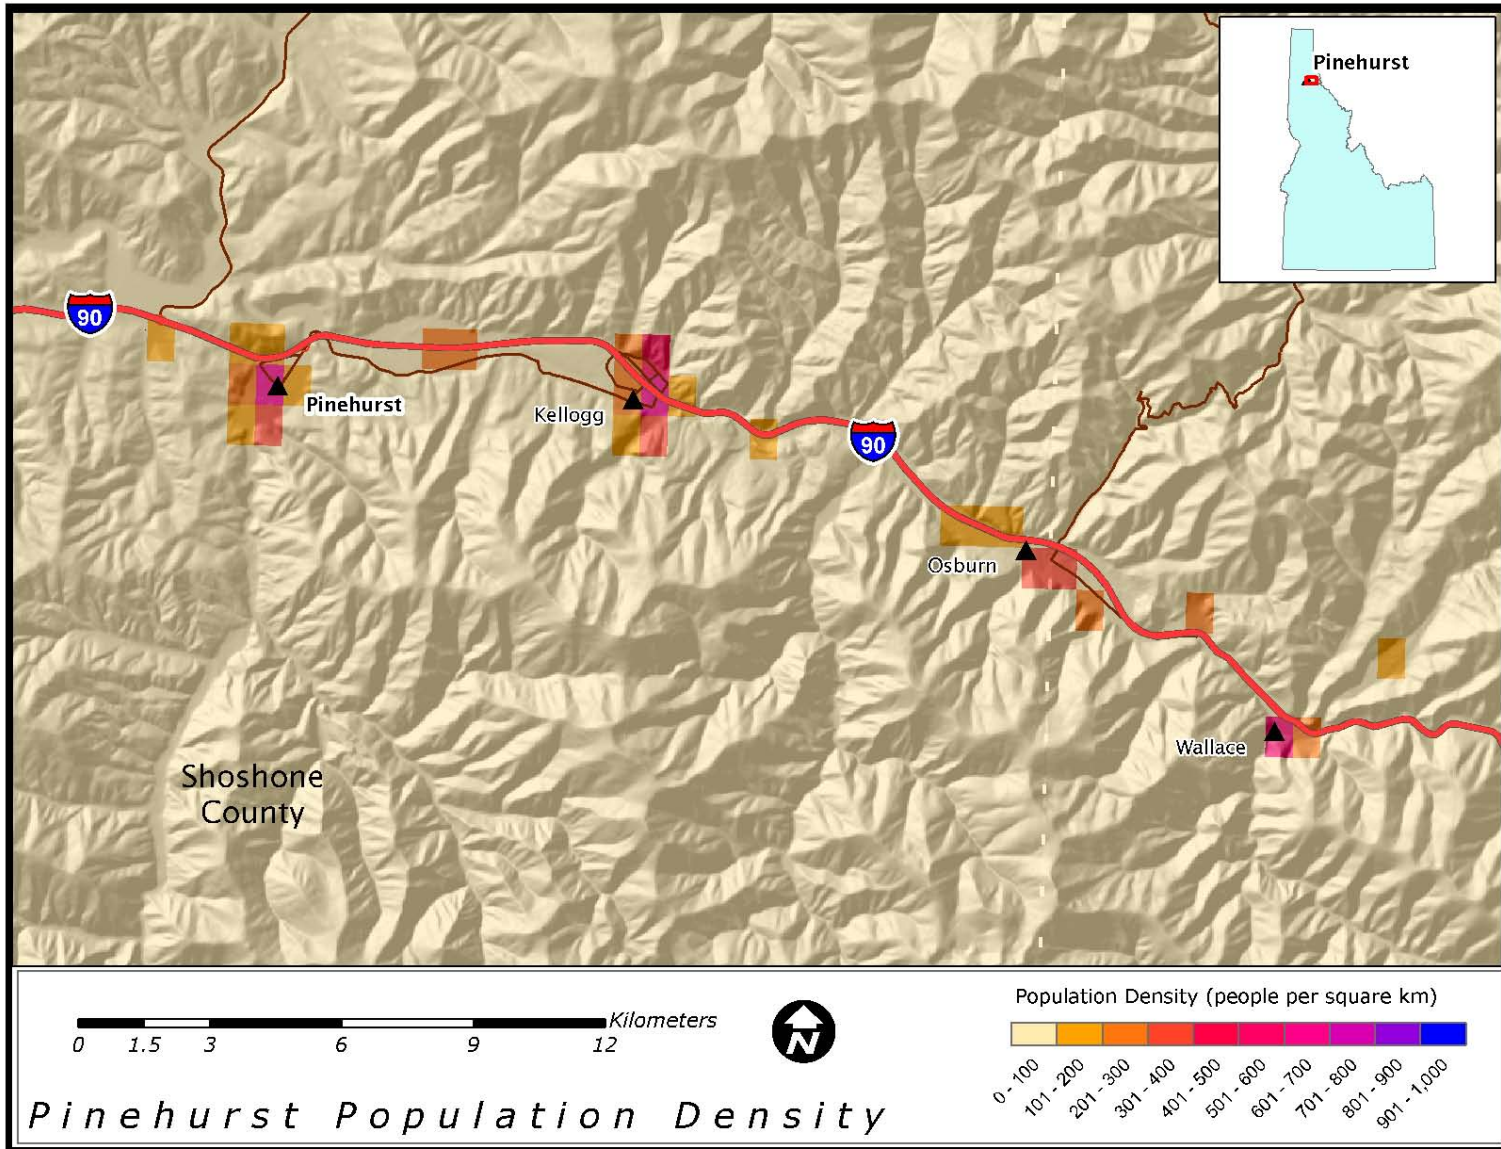 Pinehurst
90
Pinehurst
Kellogg
90
Osburn
Wallace
Shoshone
County
Kilometers
0 1.5 3 6 9 12
N
Population Density (people per square km)
0 - 100
101 - 200
201 - 300
301 - 400
401 - 500
501 - 600
601 - 700
701 - 800
801 - 900
901 - 1,000
Pinehurst Population Density